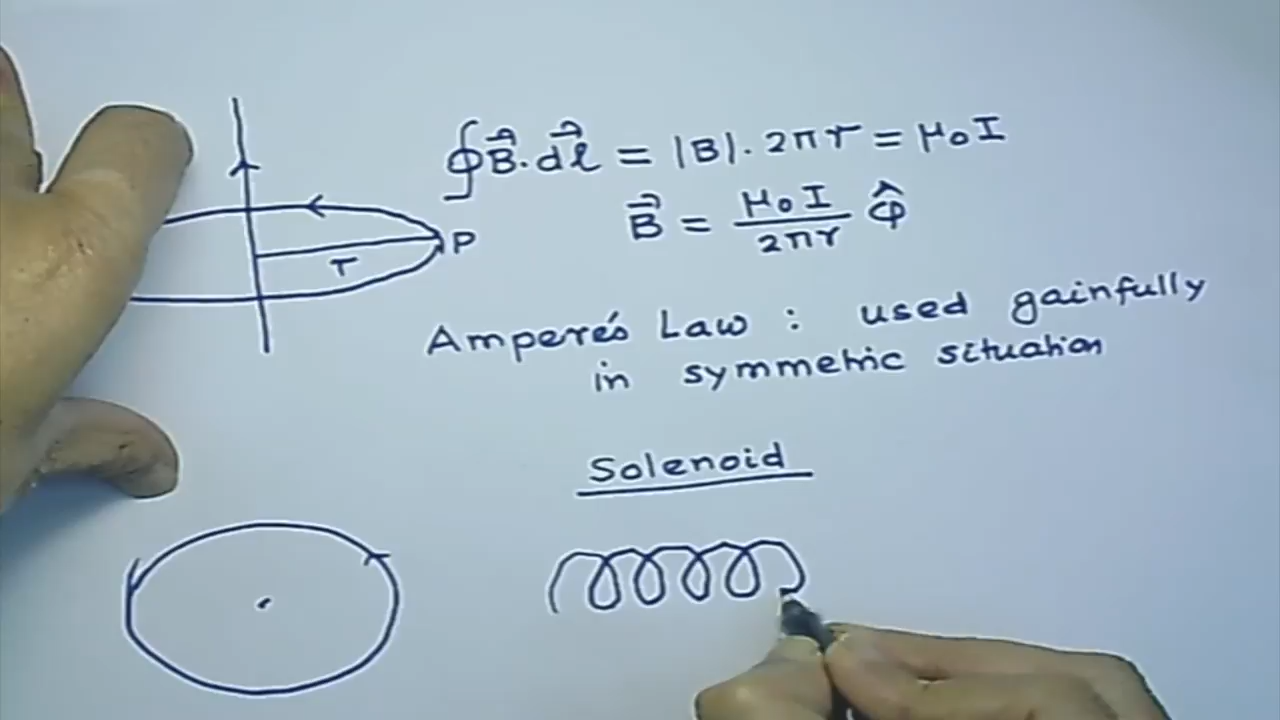 ∮B⃗.dl⃗ = |B|. 2πr = μ₀I
B⃗ = μ₀I / 2πr φ̂
r P
Ampere's Law : used gainfully
in symmetric situation
Solenoid